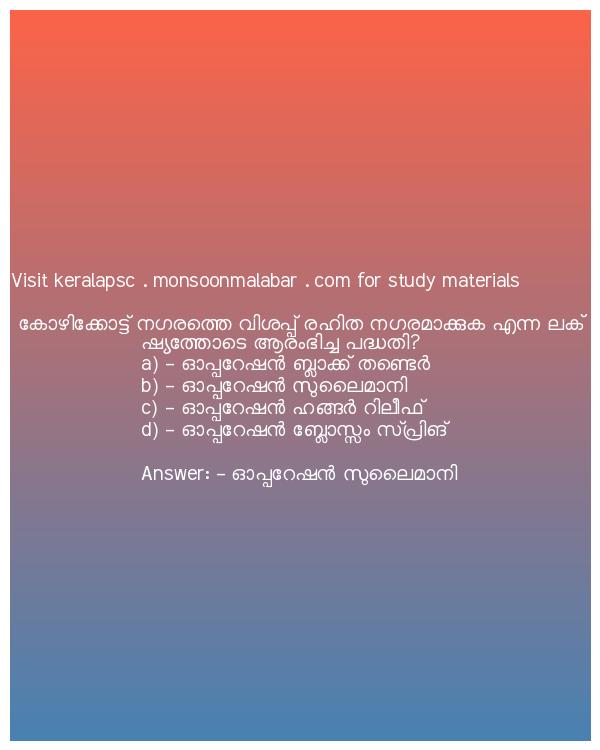 Visit keralapsc . monsoonmalabar . com for study materials
കോഴിക്കോട്ട് നഗരത്തെ വിശപ്പ് രഹിത നഗരമാക്കുക എന്ന ലക്
ഷ്യത്തോടെ ആരംഭിച്ച പദ്ധതി?
a) - ഓപ്പറേഷൻ ബ്ലാക്ക് തണ്ടെർ
b) - ഓപ്പറേഷൻ സുലൈമാനി
c) - ഓപ്പറേഷൻ ഹങ്ങർ റിലീഫ്
d) - ഓപ്പറേഷൻ ബ്ലോസ്സം സ്പ്രിങ്
Answer: - ഓപ്പറേഷൻ സുലൈമാനി